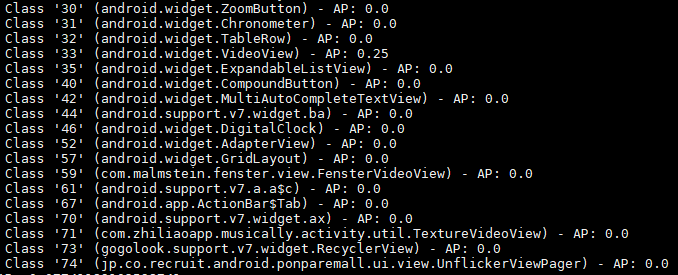 Class '30' (android.widget.ZoomButton) - AP: 0.0
Class '31' (android.widget.Chronometer) - AP: 0.0
Class '32' (android.widget.TableRow) - AP: 0.0
Class '33' (android.widget.VideoView) - AP: 0.25
Class '35' (android.widget.ExpandableListView) - AP: 0.0
Class '40' (android.widget.CompoundButton) - AP: 0.0
Class '42' (android.widget.MultiAutoCompleteTextView) - AP: 0.0
Class '44' (android.support.v7.widget.ba) - AP: 0.0
Class '46' (android.widget.DigitalClock) - AP: 0.0
Class '52' (android.widget.AdapterView) - AP: 0.0
Class '57' (android.widget.GridLayout) - AP: 0.0
Class '59' (com.malmstein.fenster.view.FensterVideoView) - AP: 0.0
Class '61' (android.support.v7.a.a$c) - AP: 0.0
Class '67' (android.app.ActionBar$Tab) - AP: 0.0
Class '70' (android.support.v7.widget.ax) - AP: 0.0
Class '71' (com.zhiliaoapp.musically.activity.util.TextureVideoView) - AP: 0.0
Class '73' (gogolook.support.v7.widget.RecyclerView) - AP: 0.0
Class '74' (jp.co.recruit.android.ponparemall.ui.view.UnflickerViewPager) - AP: 0.0